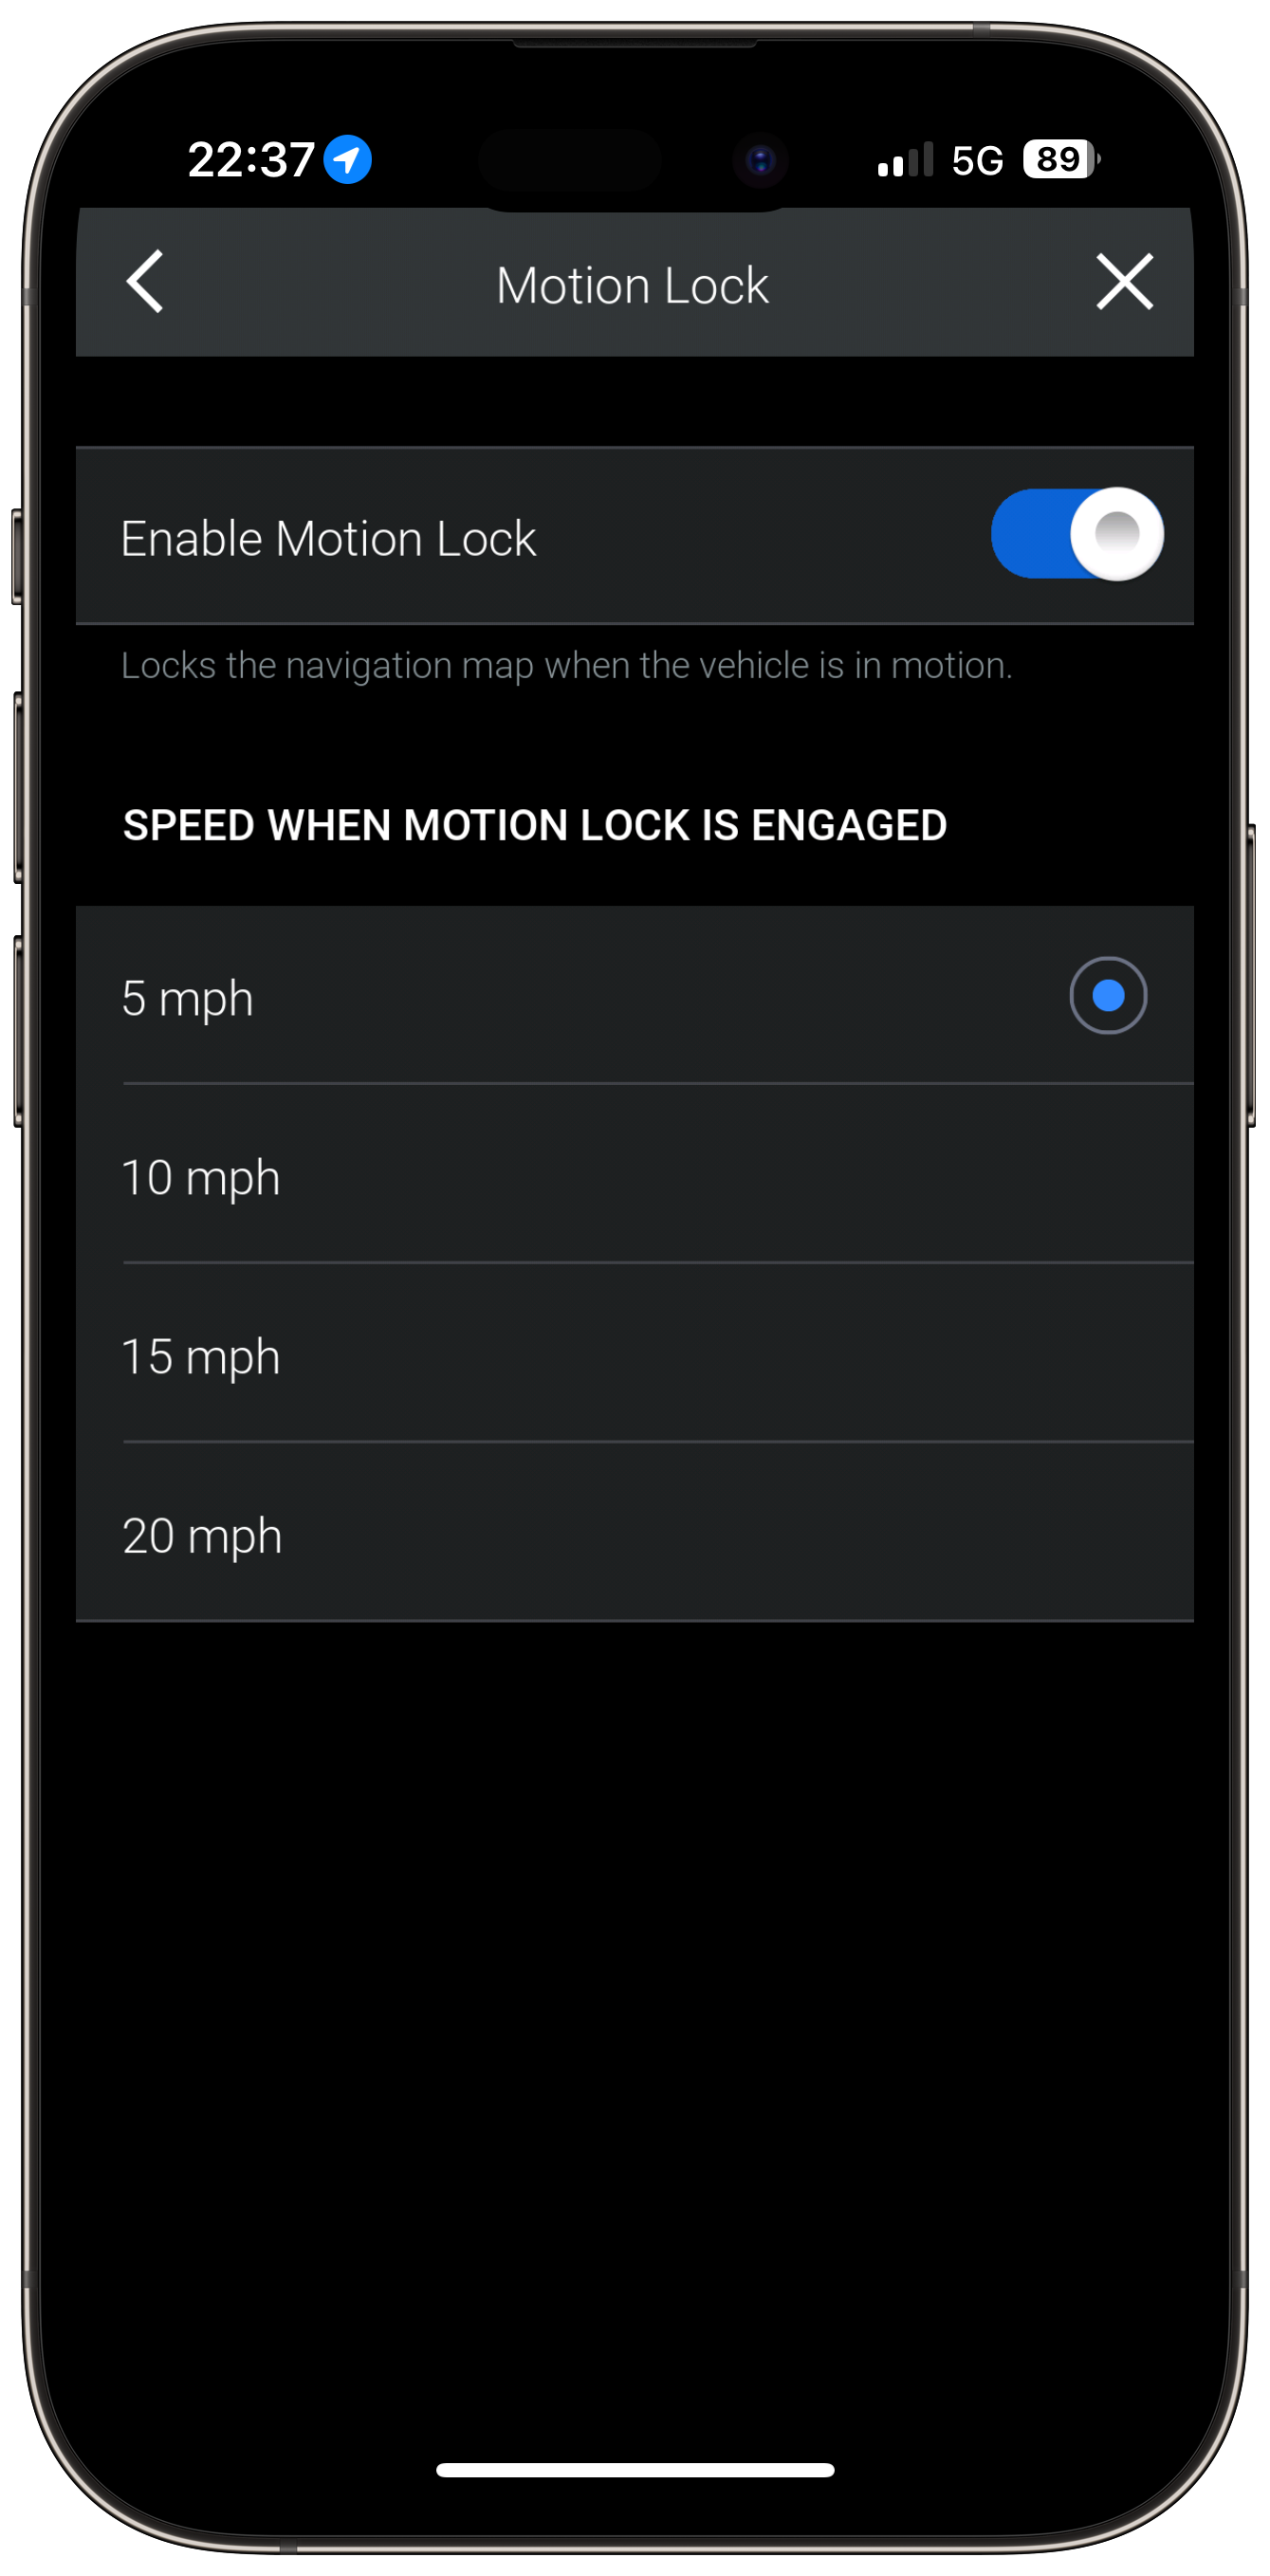 22:37 5G 89
Motion Lock
Enable Motion Lock
Locks the navigation map when the vehicle is in motion.
SPEED WHEN MOTION LOCK IS ENGAGED
5 mph
10 mph
15 mph
20 mph